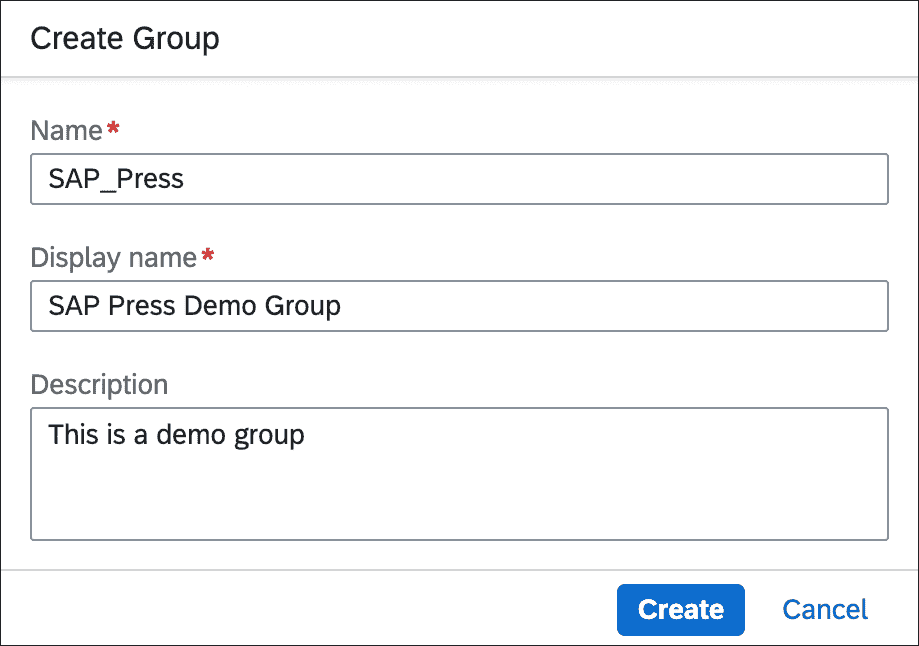 Create Group
Name*
SAP_Press
Display name*
SAP Press Demo Group
Description
This is a demo group
Create Cancel